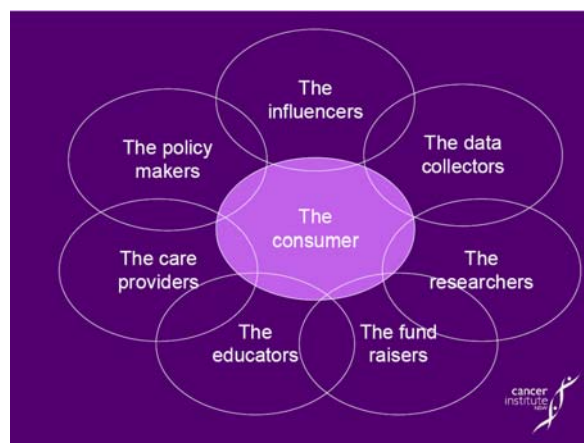 The
influencers
The policy
makers
The data
collectors
The
consumer
The care
providers
The
researchers
The
educators
The fund
raisers
cancer
institute
NSW